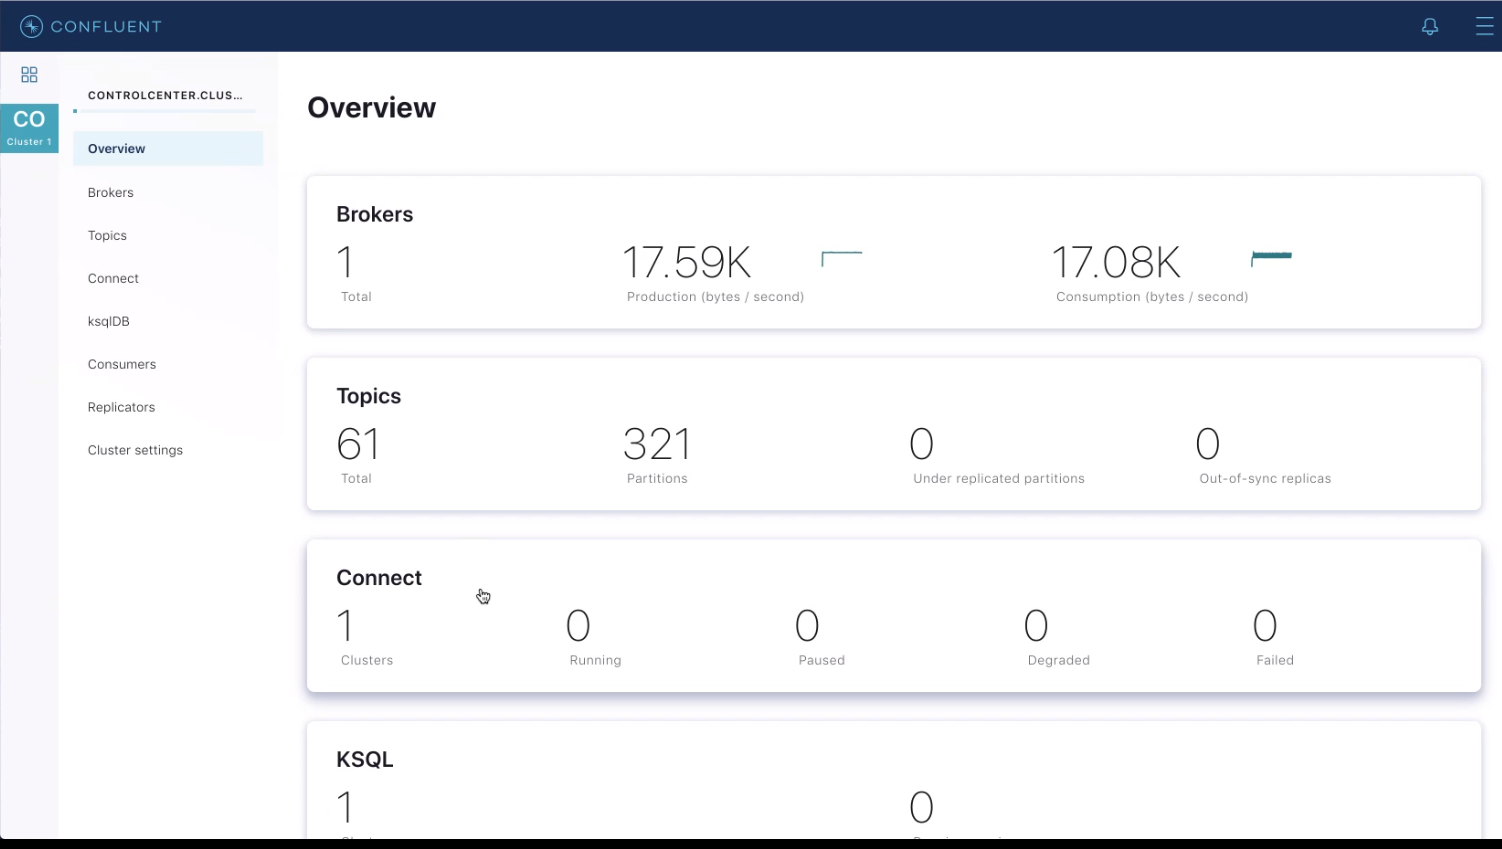 CONFLUENT
CO
Cluster 1
CONTROLCENTER.CLUS...
Overview
Brokers
Topics
Connect
ksqlDB
Consumers
Replicators
Cluster settings
Overview
Brokers
1 17.59K 17.08K
Total Production (bytes / second) Consumption (bytes / second)
Topics
61 321 0 0
Total Partitions Under replicated partitions Out-of-sync replicas
Connect
1 0 0 0 0
Clusters Running Paused Degraded Failed
KSQL
1 0